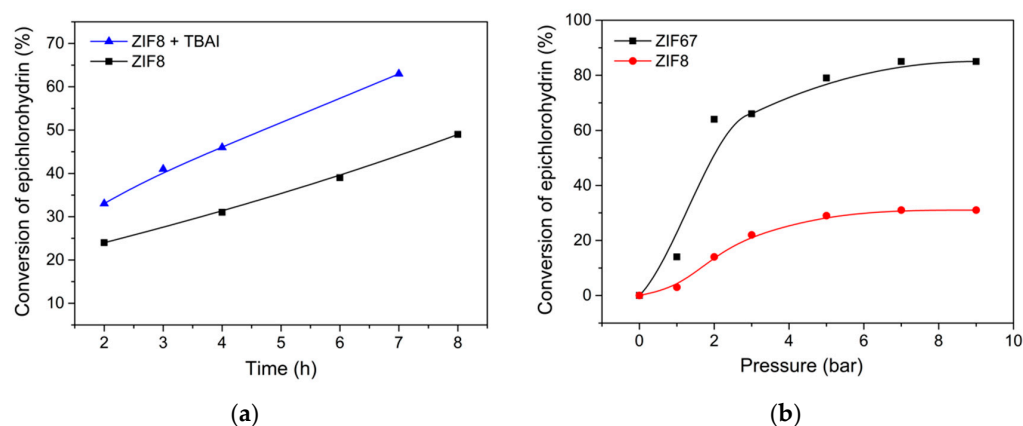 ZIF8 + TBAI
ZIF8
Conversion of epichlorohydrin (%)
70
60
50
40
30
20
10
2 3 4 5 6 7 8
Time (h)
(a)
ZIF67
ZIF8
Conversion of epichlorohydrin (%)
100
80
60
40
20
0
0 2 4 6 8 10
Pressure (bar)
(b)